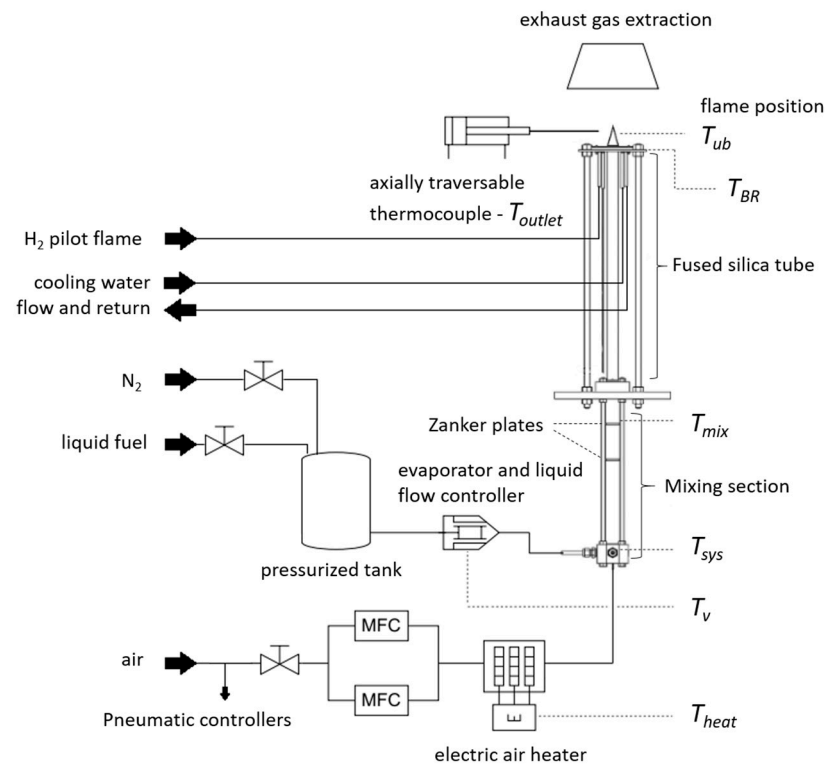 exhaust gas extraction
flame position
T_ub
T_BR
axially traversable
thermocouple - T_outlet
H₂ pilot flame
cooling water
flow and return
Fused silica tube
N₂
liquid fuel
Zanker plates
T_mix
evaporator and liquid
flow controller
Mixing section
pressurized tank
T_sys
T_v
MFC
air
MFC
Pneumatic controllers
T_heat
electric air heater